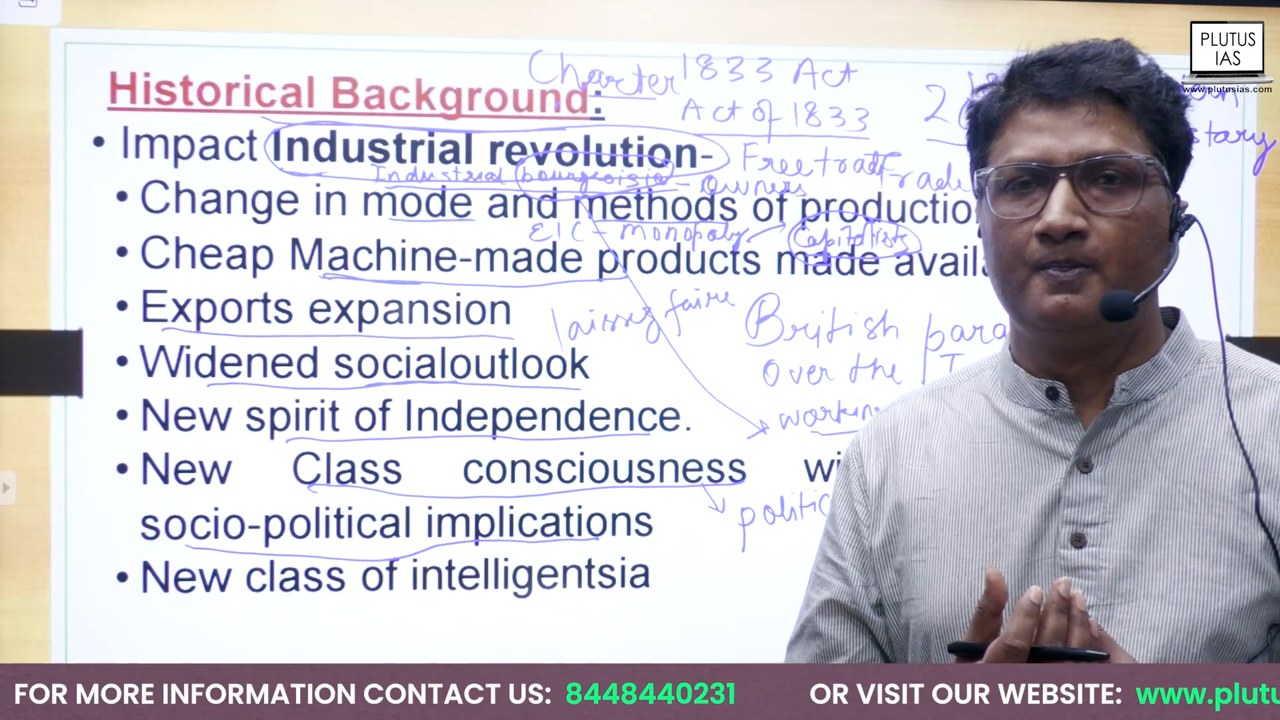 PLUTUS
IAS
www.plutusias.com
Charter 1833 Act
Act of 1833
Historical Background:
• Impact Industrial revolution-
Free trade
Trade
Industrial bourgeoisie - owners
• Change in mode and methods of productio
EIC - Monopoly
Capitalists
• Cheap Machine-made products made avail
• Exports expansion
laissez faire
British para
over the
• Widened socialoutlook
• New spirit of Independence.
working
• New Class consciousness wi
socio-political implications
politic
• New class of intelligentsia
FOR MORE INFORMATION CONTACT US: 8448440231 OR VISIT OUR WEBSITE: www.plutu